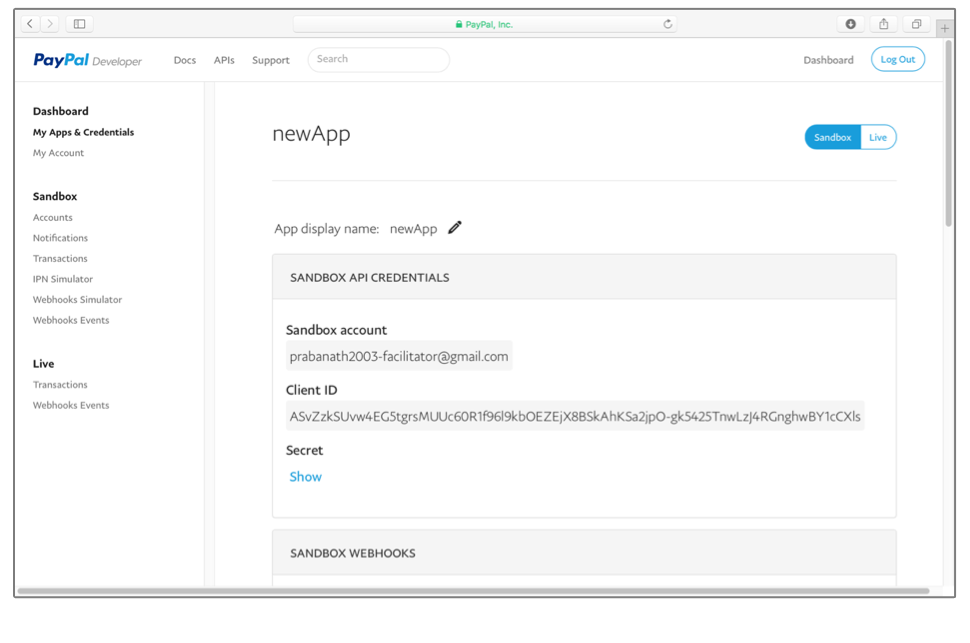 PayPal, Inc.
PayPal Developer Docs APIs Support Search Dashboard Log Out
Dashboard
My Apps & Credentials
My Account
Sandbox
Accounts
Notifications
Transactions
IPN Simulator
Webhooks Simulator
Webhooks Events
Live
Transactions
Webhooks Events
newApp
Sandbox Live
App display name: newApp
SANDBOX API CREDENTIALS
Sandbox account
prabanath2003-facilitator@gmail.com
Client ID
ASvZzkSUvw4EG5tgrsMUUc60R1f96l9kbOEZEjX8BSkAhKSa2jpO-gk5425TnwLzJ4RGnghwBY1cCXls
Secret
Show
SANDBOX WEBHOOKS